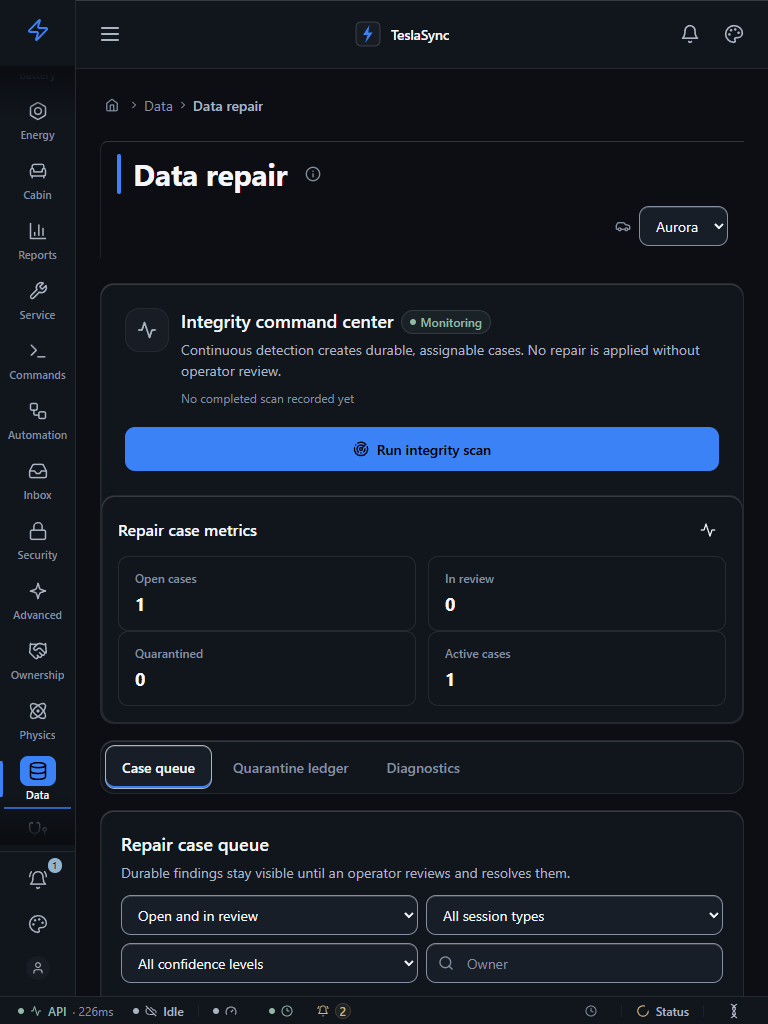 TeslaSync
Battery
Energy
Cabin
Reports
Service
Commands
Automation
Inbox
Security
Advanced
Ownership
Physics
Data
1
Data
Data repair
Data repair
Aurora
Integrity command center
Monitoring
Continuous detection creates durable, assignable cases. No repair is applied without
operator review.
No completed scan recorded yet
Run integrity scan
Repair case metrics
Open cases
1
In review
0
Quarantined
0
Active cases
1
Case queue
Quarantine ledger
Diagnostics
Repair case queue
Durable findings stay visible until an operator reviews and resolves them.
Open and in review
All session types
All confidence levels
Owner
API · 226ms
Idle
2
Status